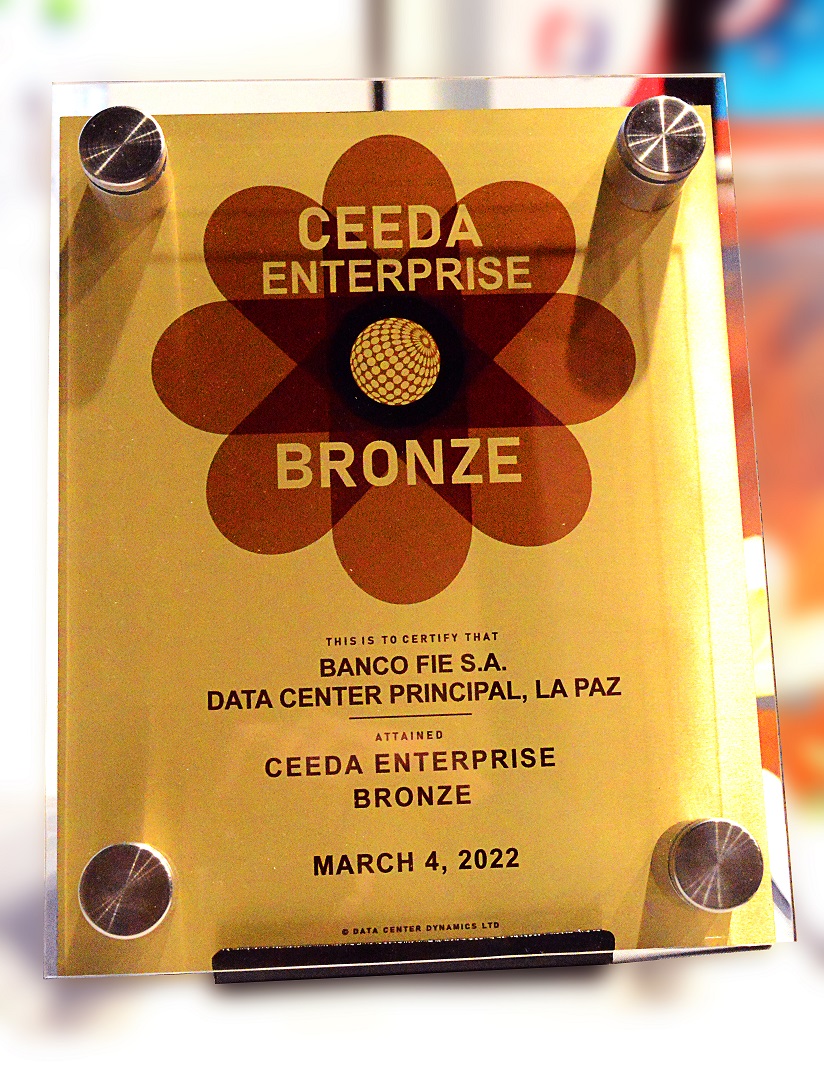 CEEDA
ENTERPRISE
BRONZE
THIS IS TO CERTIFY THAT
BANCO FIE S.A.
DATA CENTER PRINCIPAL, LA PAZ
ATTAINED
CEEDA ENTERPRISE
BRONZE
MARCH 4, 2022
© DATA CENTER DYNAMICS LTD